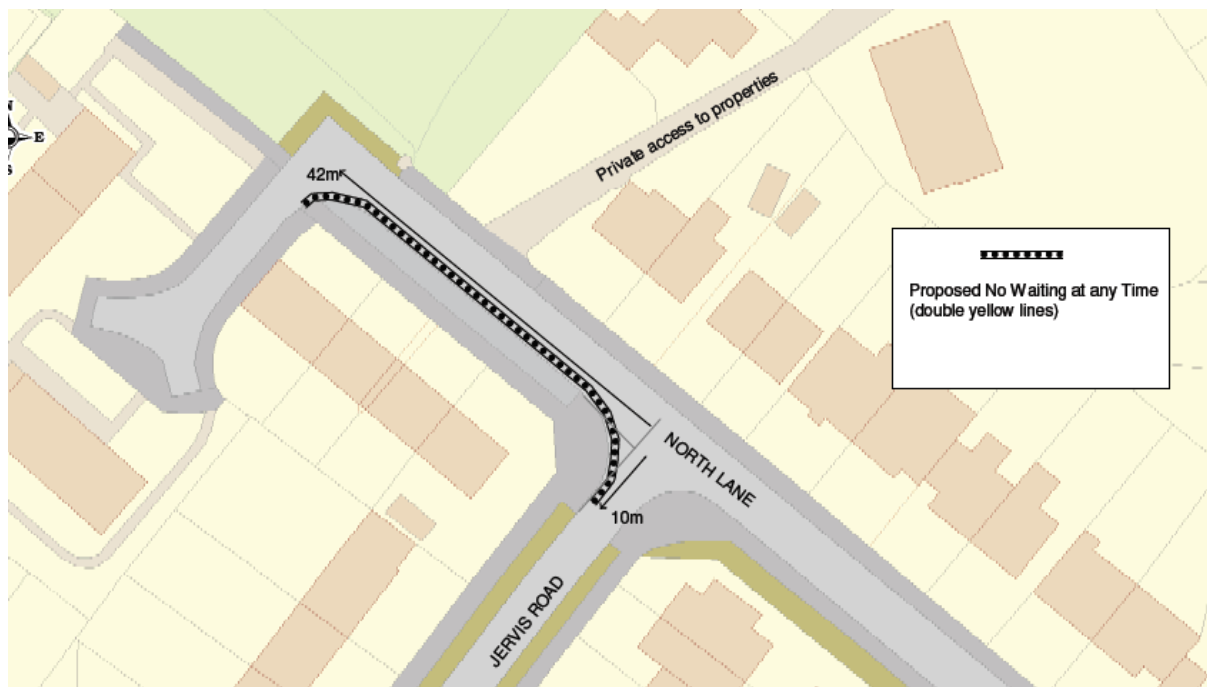 N
E
S
42m
Private access to properties
Proposed No Waiting at any Time
(double yellow lines)
NORTH LANE
10m
JERVIS ROAD